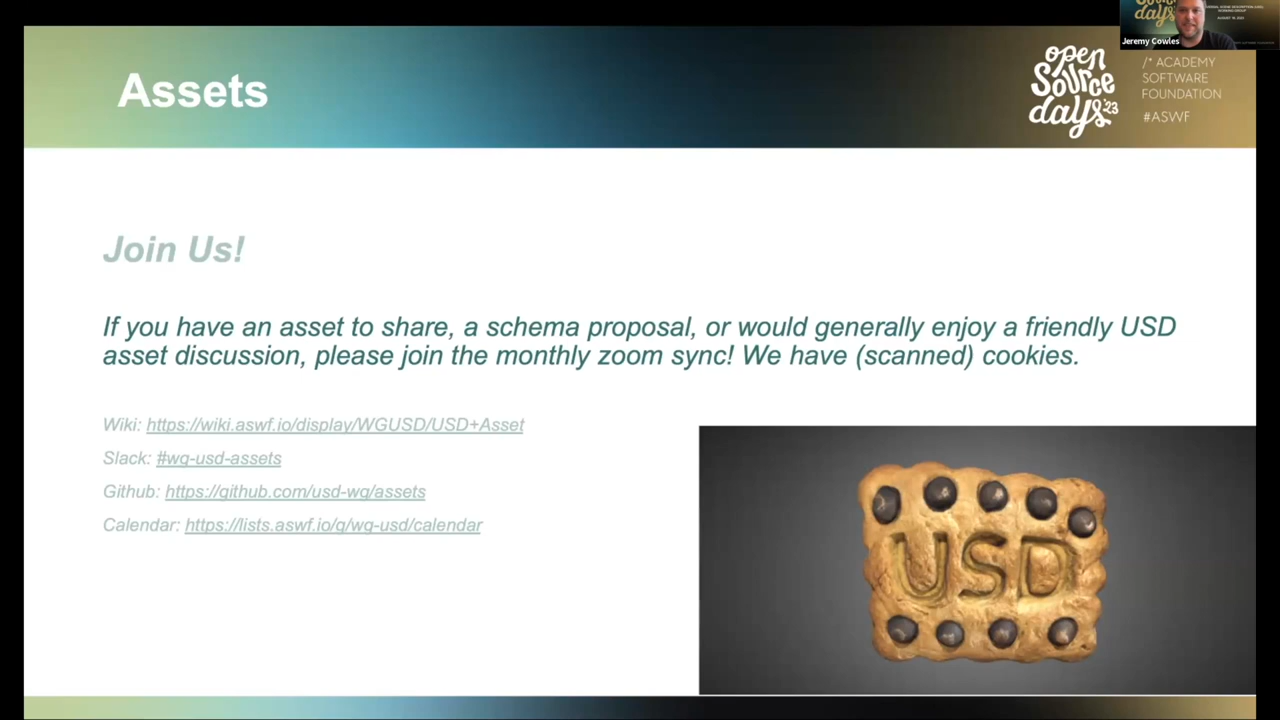 Jeremy Cowles
Assets
open
Source
days '23
/* ACADEMY
SOFTWARE
FOUNDATION
#ASWF
Join Us!
If you have an asset to share, a schema proposal, or would generally enjoy a friendly USD
asset discussion, please join the monthly zoom sync! We have (scanned) cookies.
Wiki: https://wiki.aswf.io/display/WGUSD/USD+Asset
Slack: #wg-usd-assets
Github: https://github.com/usd-wg/assets
Calendar: https://lists.aswf.io/g/wg-usd/calendar
USD